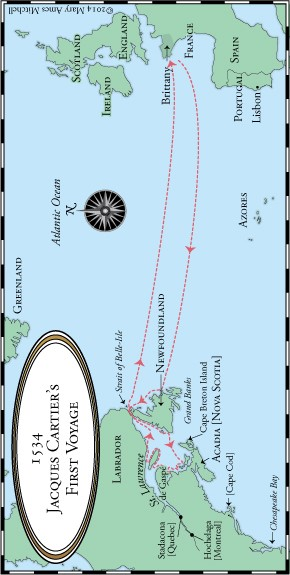 1534
JACQUES CARTIER'S
FIRST VOYAGE
GREENLAND
LABRADOR
Strait of Belle-Isle
NEWFOUNDLAND
Grand Banks
Cape Breton Island
ACADIA [NOVA SCOTIA]
[Cape Cod]
Chesapeake Bay
St. Lawrence
de Gaspé
Stadacona
[Quebec]
Hochelaga
[Montreal]
Atlantic Ocean
N
AZORES
SCOTLAND
IRELAND
ENGLAND
Brittany
FRANCE
SPAIN
PORTUGAL
Lisbon
©2014 Mary Ames Mitchell